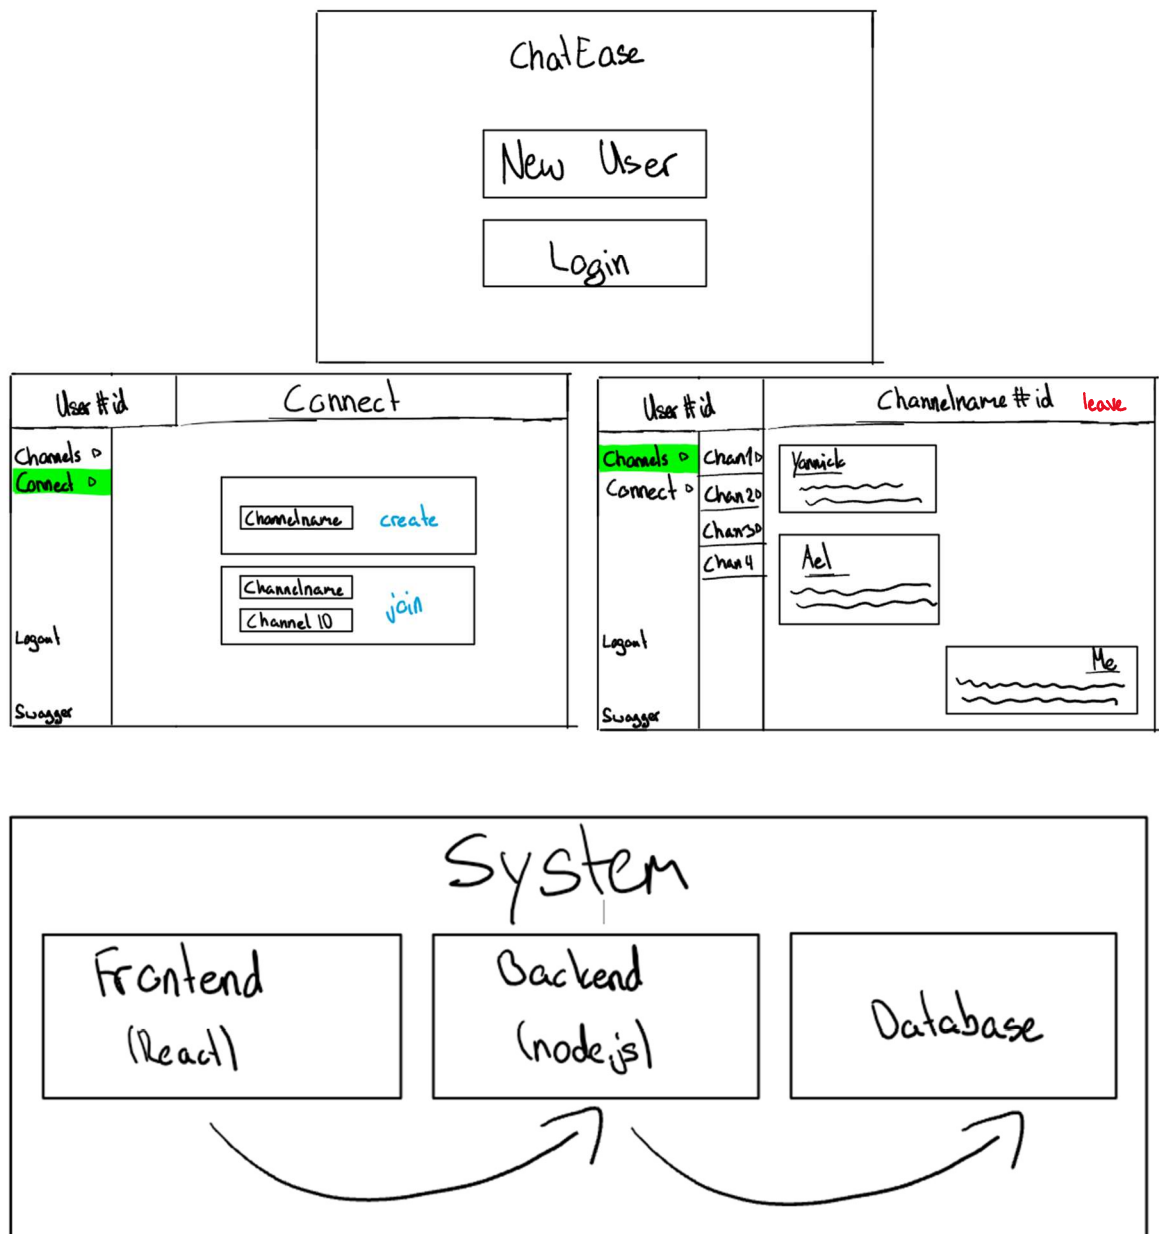 ChatEase
New User
Login
User #id
Connect
Channels ▷
Connect ▷
Channelname
create
Channelname
Channel ID
join
Logout
Swagger
User #id
Channelname #id
leave
Channels ▷
Connect ▷
Chan1▷
Chan2▷
Chan3▷
Chan4
Yannick
Ael
Me
Logout
Swagger
System
Frontend
(React)
Backend
(node.js)
Database